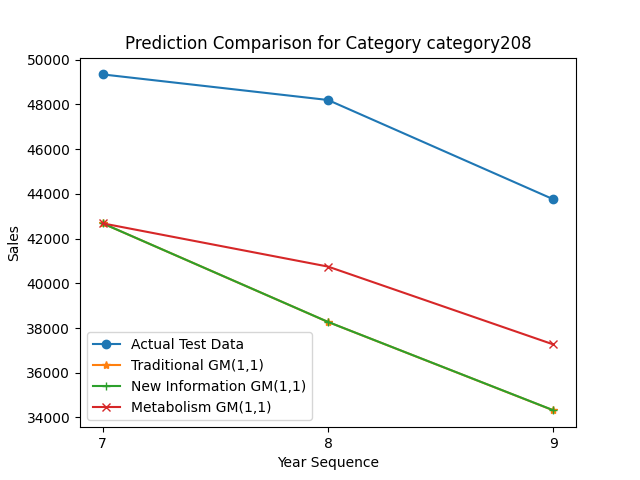 Prediction Comparison for Category category208
50000
48000
46000
44000
42000
40000
38000
36000
34000
Sales
Actual Test Data
Traditional GM(1,1)
New Information GM(1,1)
Metabolism GM(1,1)
7
8
9
Year Sequence